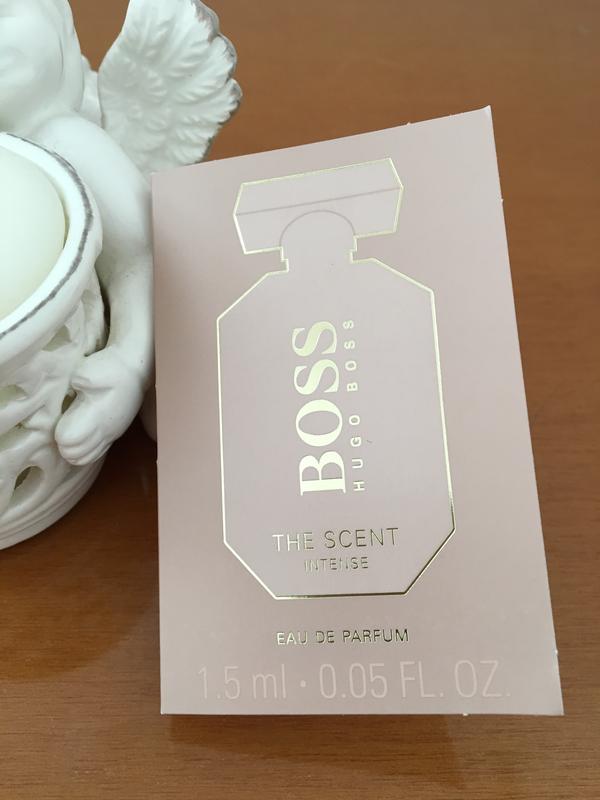 BOSS
HUGO BOSS
THE SCENT
INTENSE
EAU DE PARFUM
1.5 ml • 0.05 FL. OZ.